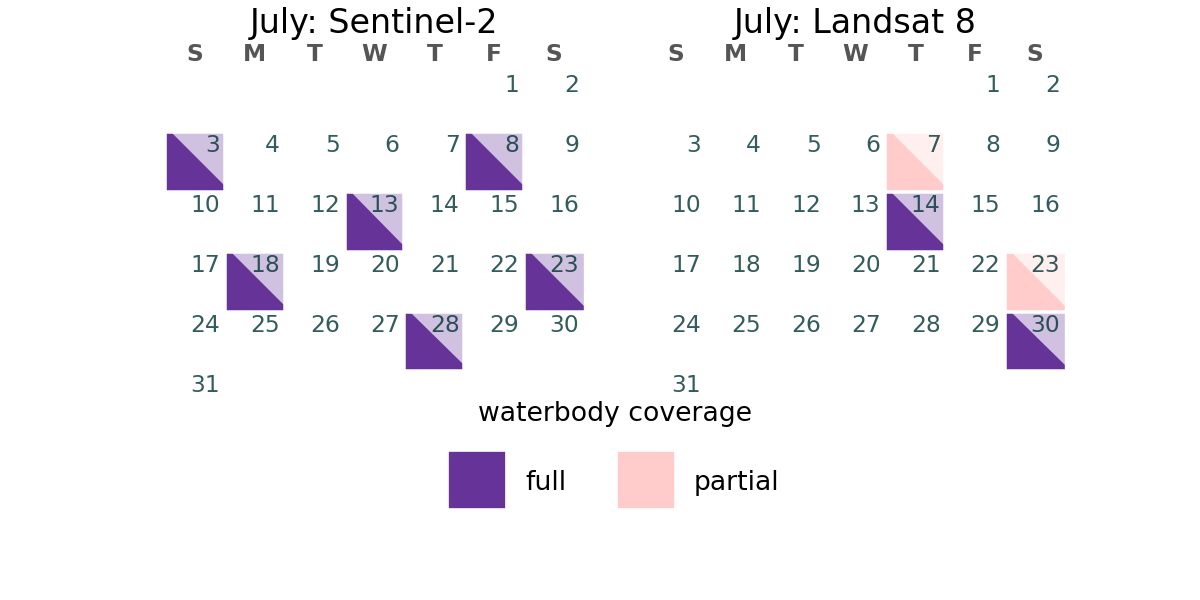 July: Sentinel-2
S M T W T F S
1 2
3 4 5 6 7 8 9
10 11 12 13 14 15 16
17 18 19 20 21 22 23
24 25 26 27 28 29 30
31
July: Landsat 8
S M T W T F S
1 2
3 4 5 6 7 8 9
10 11 12 13 14 15 16
17 18 19 20 21 22 23
24 25 26 27 28 29 30
31
waterbody coverage
full
partial